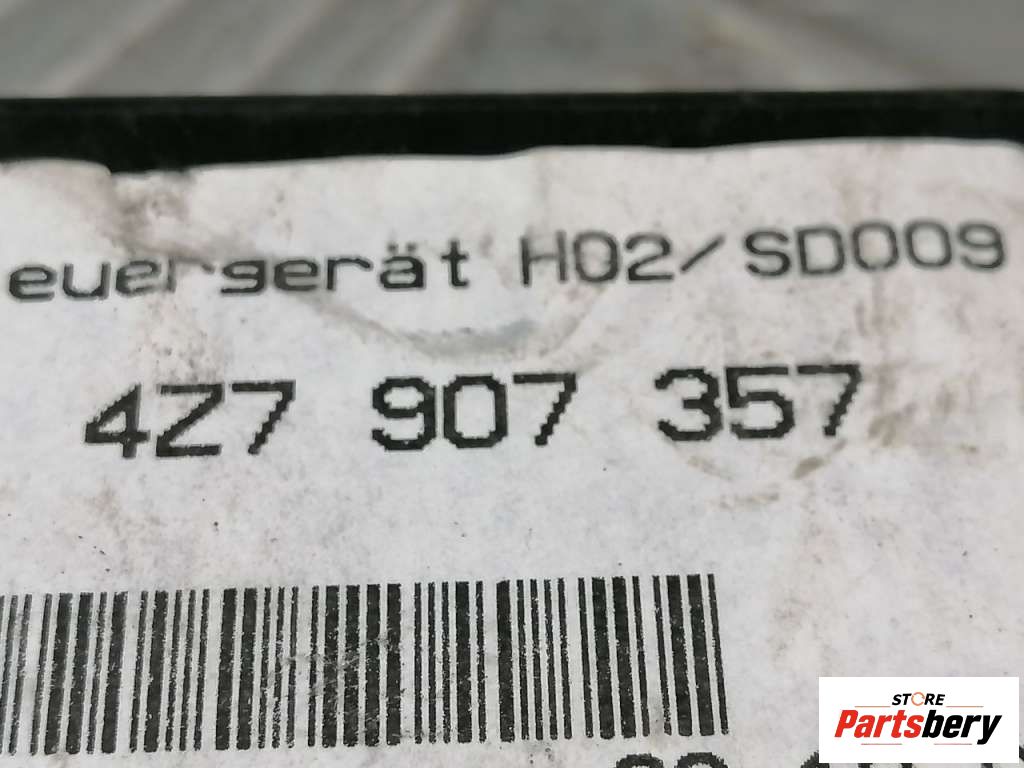 euergerät H02/SD009
4Z7 907 357
STORE
Partsbery